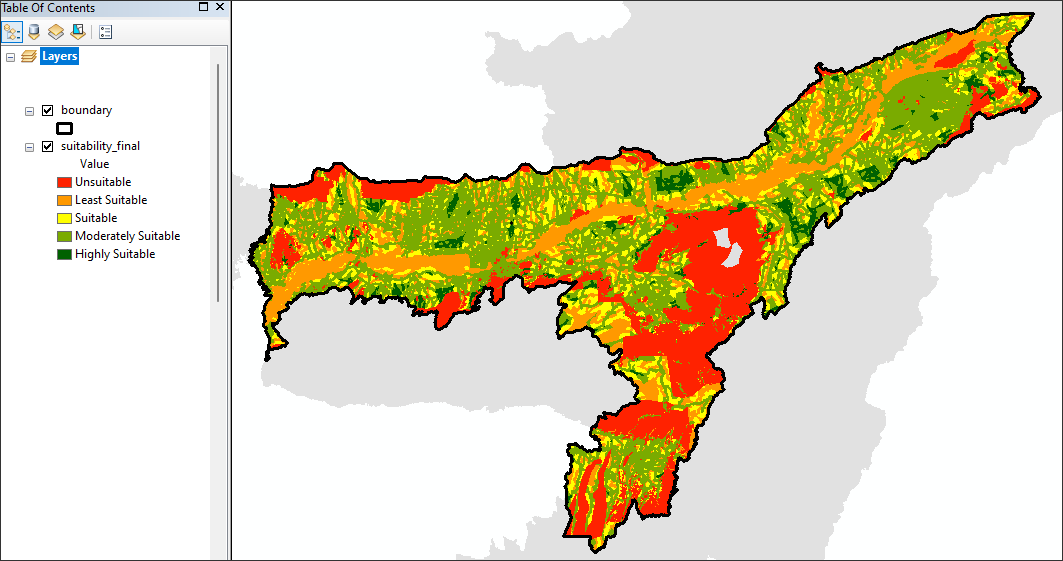 Table Of Contents
Layers
boundary
suitability_final
Value
Unsuitable
Least Suitable
Suitable
Moderately Suitable
Highly Suitable